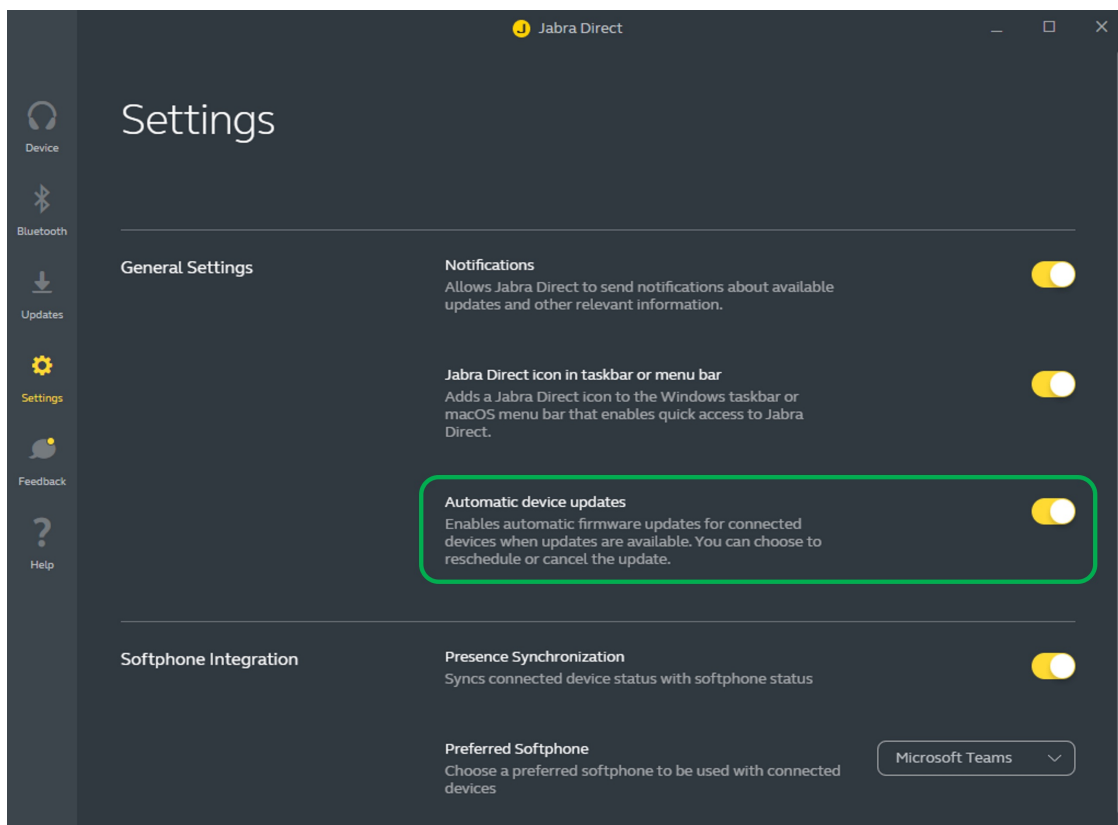 Jabra Direct
Settings
Device
Bluetooth
Updates
Settings
Feedback
Help
General Settings
Notifications
Allows Jabra Direct to send notifications about available
updates and other relevant information.
Jabra Direct icon in taskbar or menu bar
Adds a Jabra Direct icon to the Windows taskbar or
macOS menu bar that enables quick access to Jabra
Direct.
Automatic device updates
Enables automatic firmware updates for connected
devices when updates are available. You can choose to
reschedule or cancel the update.
Softphone Integration
Presence Synchronization
Syncs connected device status with softphone status
Preferred Softphone
Choose a preferred softphone to be used with connected
devices
Microsoft Teams